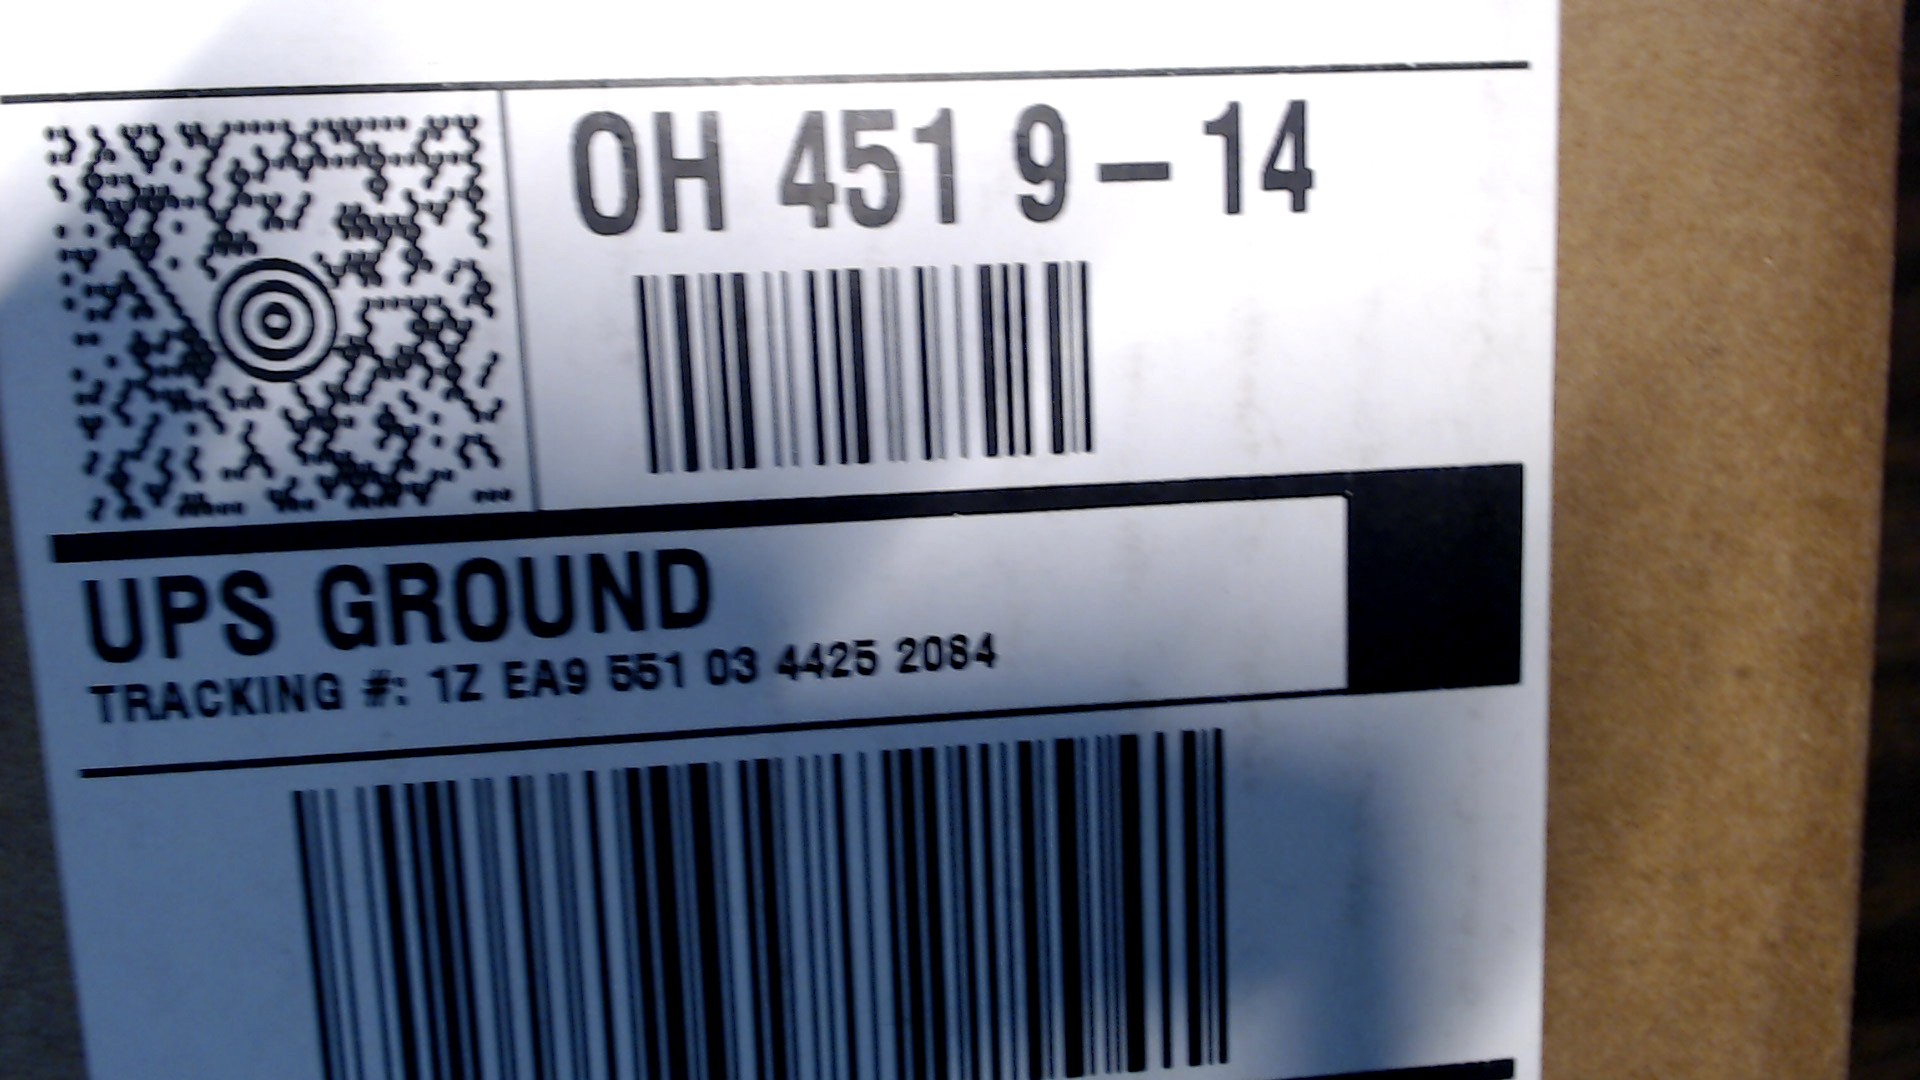 OH 451 9-14
UPS GROUND
TRACKING #: 1Z EA9 551 03 4425 2084